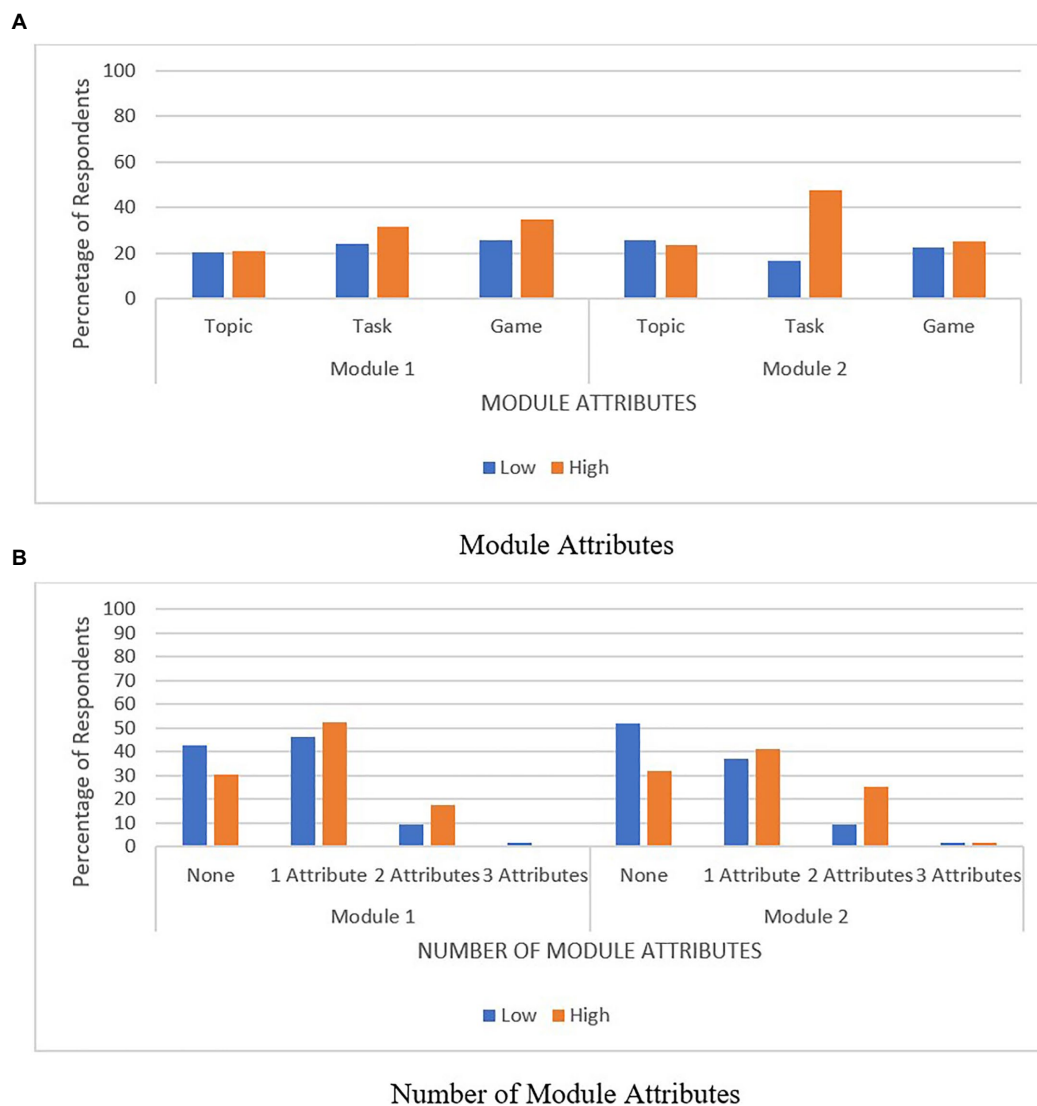 A
Percnetage of Respondents
100
80
60
40
20
0
Topic Task Game Topic Task Game
Module 1 Module 2
MODULE ATTRIBUTES
Low High
Module Attributes
B
Percentage of Respondents
100
90
80
70
60
50
40
30
20
10
0
None 1 Attribute 2 Attributes 3 Attributes None 1 Attribute 2 Attributes 3 Attributes
Module 1 Module 2
NUMBER OF MODULE ATTRIBUTES
Low High
Number of Module Attributes